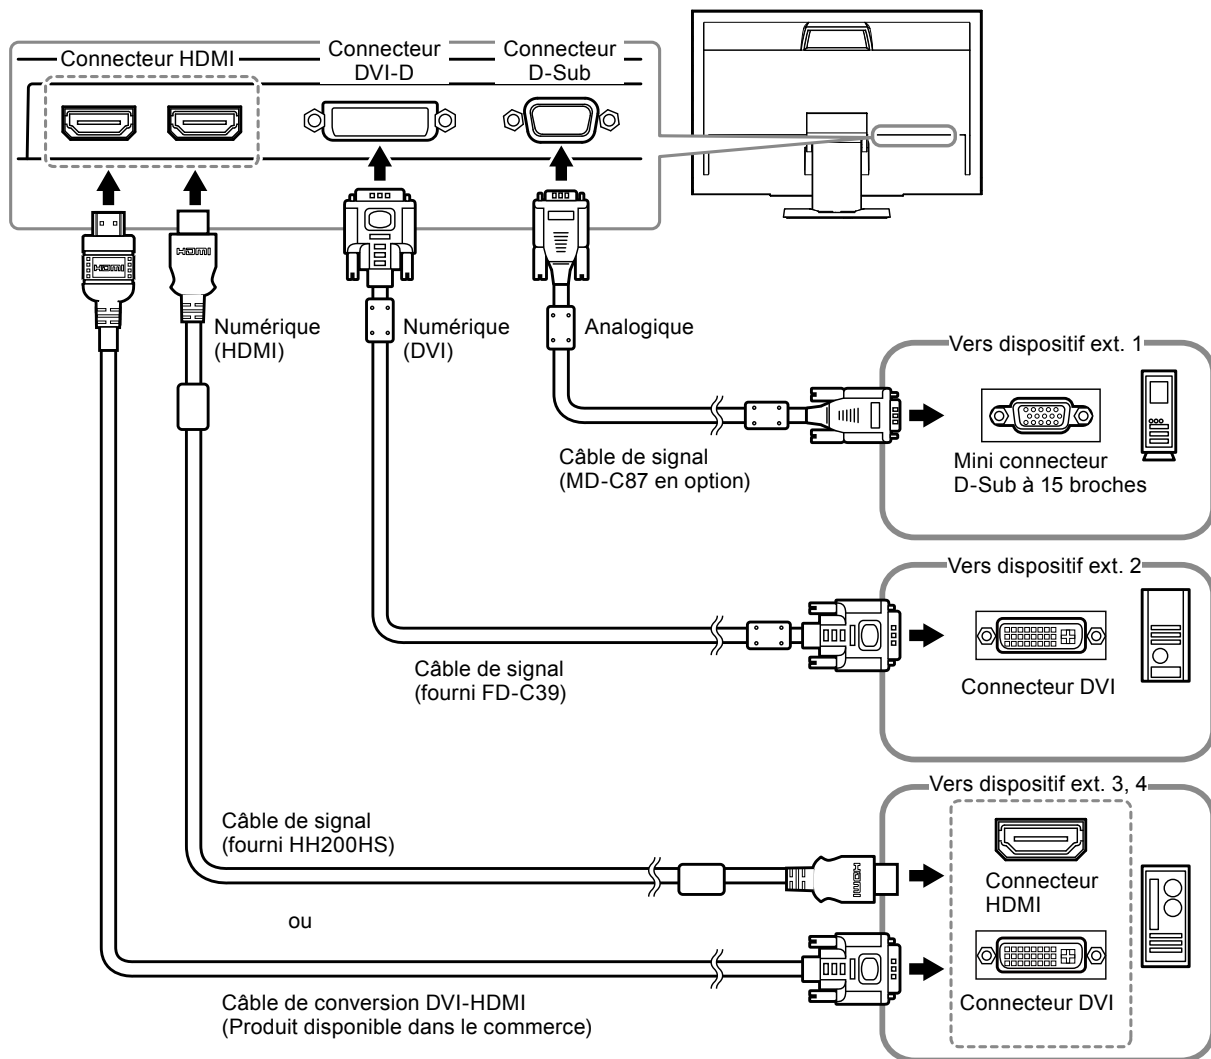 Connecteur HDMI
Connecteur
DVI-D
Connecteur
D-Sub
HDMI
HDMI
Numérique
(HDMI)
Numérique
(DVI)
Analogique
Vers dispositif ext. 1
Mini connecteur
D-Sub à 15 broches
Câble de signal
(MD-C87 en option)
Vers dispositif ext. 2
Connecteur DVI
Câble de signal
(fourni FD-C39)
Vers dispositif ext. 3, 4
Câble de signal
(fourni HH200HS)
HDMI
Connecteur
HDMI
ou
Connecteur DVI
Câble de conversion DVI-HDMI
(Produit disponible dans le commerce)